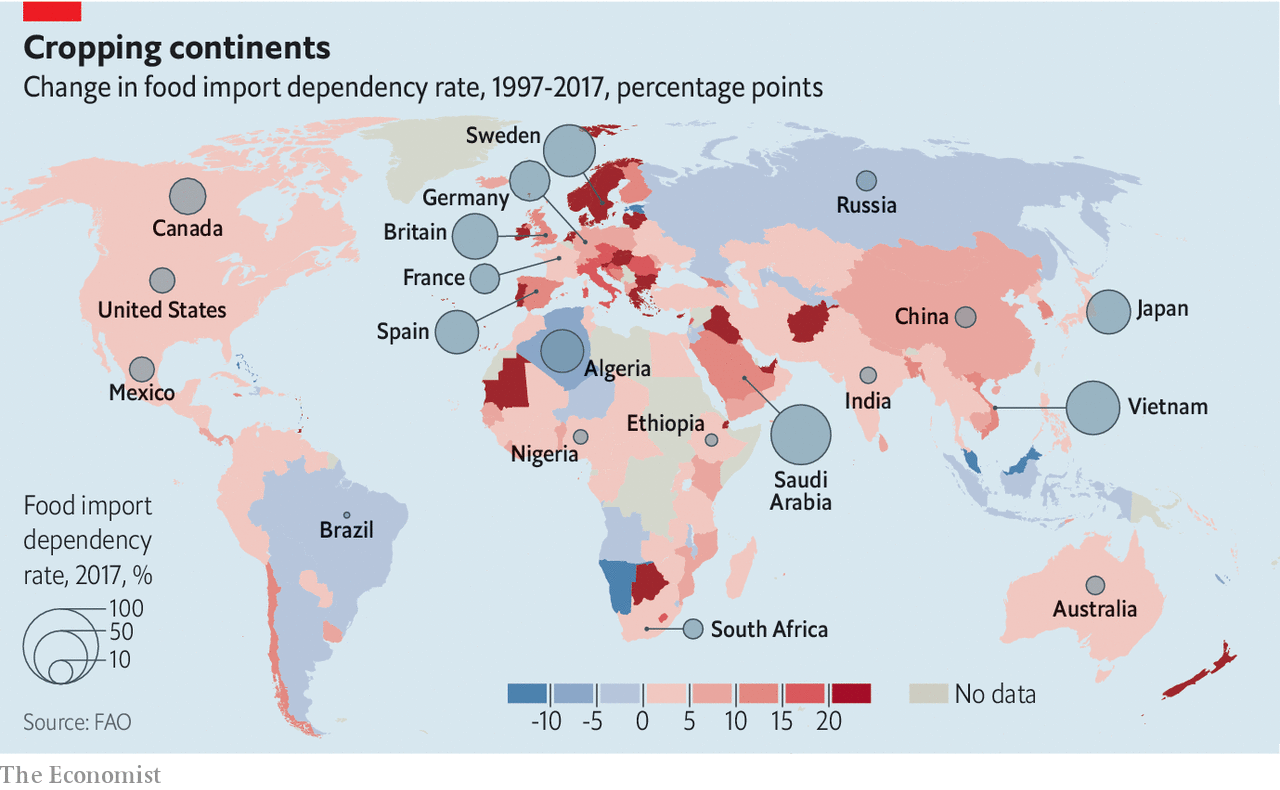 Cropping continents
Change in food import dependency rate, 1997-2017, percentage points
Sweden
Germany
Canada
Britain
Russia
France
United States
Spain
China
Japan
Algeria
Mexico
India
Vietnam
Ethiopia
Nigeria
Saudi
Arabia
Food import
dependency
rate, 2017, %
Brazil
100
50
10
Australia
South Africa
-10
-5
0
5
10
15
20
No data
Source: FAO
The Economist